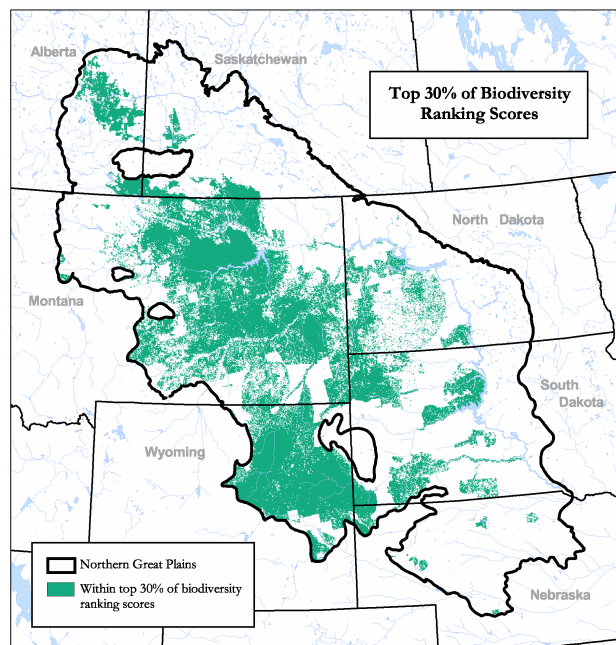 Alberta
Saskatchewan
Top 30% of Biodiversity
Ranking Scores
North Dakota
Montana
South
Dakota
Wyoming
Northern Great Plains
Within top 30% of biodiversity
ranking scores
Nebraska